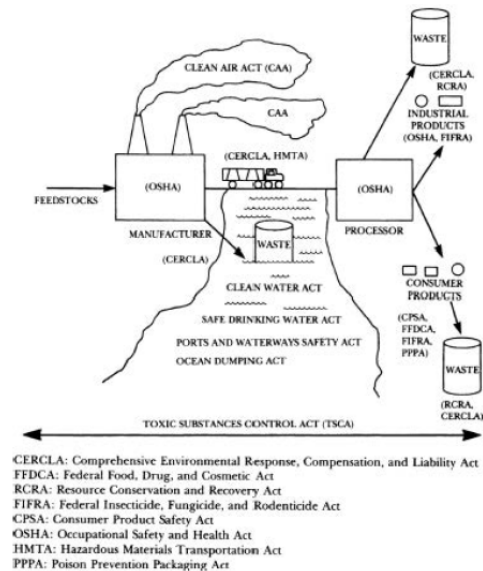 WASTE
(CERCLA,
RCRA)
CLEAN AIR ACT (CAA)
CAA
INDUSTRIAL
PRODUCTS
(OSHA, FIFRA)
(CERCLA, HMTA)
FEEDSTOCKS
(OSHA)
(OSHA)
MANUFACTURER
PROCESSOR
(CERCLA)
WASTE
CONSUMER
PRODUCTS
(CPSA,
FFDCA,
FIFRA,
PPPA)
CLEAN WATER ACT
SAFE DRINKING WATER ACT
PORTS AND WATERWAYS SAFETY ACT
OCEAN DUMPING ACT
WASTE
(RCRA,
CERCLA)
TOXIC SUBSTANCES CONTROL ACT (TSCA)
CERCLA: Comprehensive Environmental Response, Compensation, and Liability Act
FFDCA: Federal Food, Drug, and Cosmetic Act
RCRA: Resource Conservation and Recovery Act
FIFRA: Federal Insecticide, Fungicide, and Rodenticide Act
CPSA: Consumer Product Safety Act
OSHA: Occupational Safety and Health Act
HMTA: Hazardous Materials Transportation Act
PPPA: Poison Prevention Packaging Act